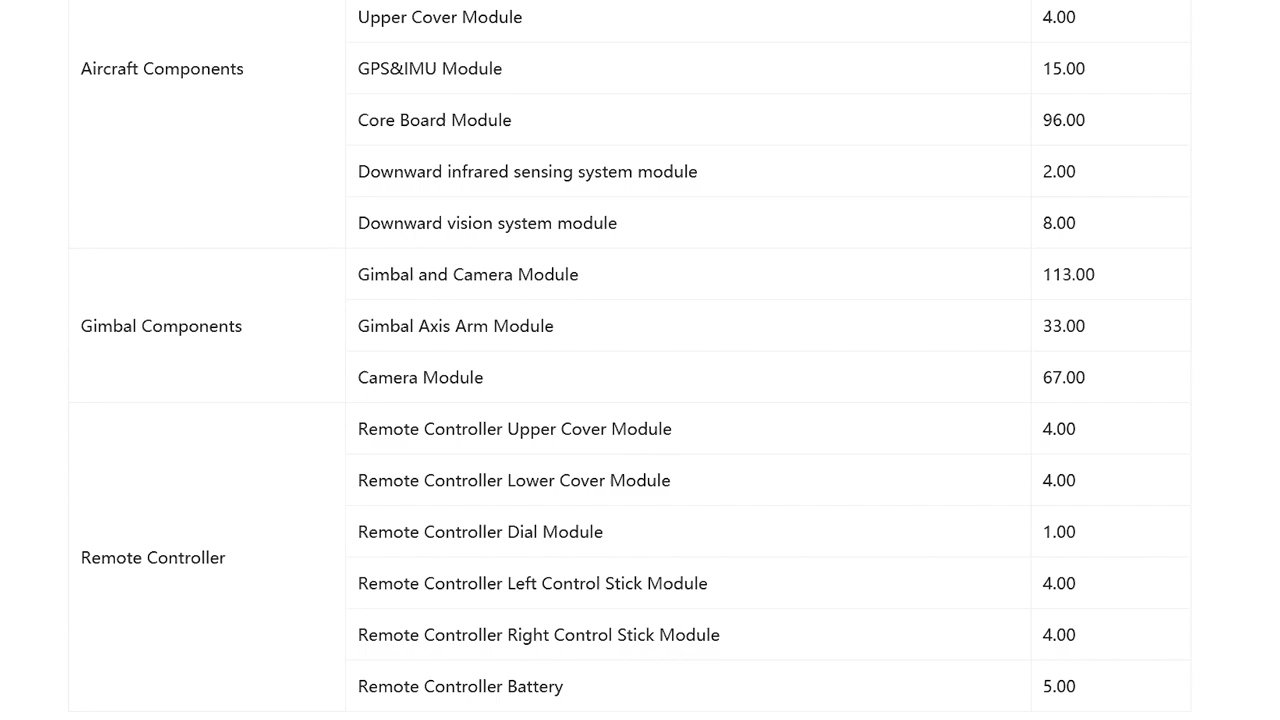 Upper Cover Module 4.00
Aircraft Components GPS&IMU Module 15.00
Core Board Module 96.00
Downward infrared sensing system module 2.00
Downward vision system module 8.00
Gimbal and Camera Module 113.00
Gimbal Components Gimbal Axis Arm Module 33.00
Camera Module 67.00
Remote Controller Upper Cover Module 4.00
Remote Controller Lower Cover Module 4.00
Remote Controller Dial Module 1.00
Remote Controller
Remote Controller Left Control Stick Module 4.00
Remote Controller Right Control Stick Module 4.00
Remote Controller Battery 5.00